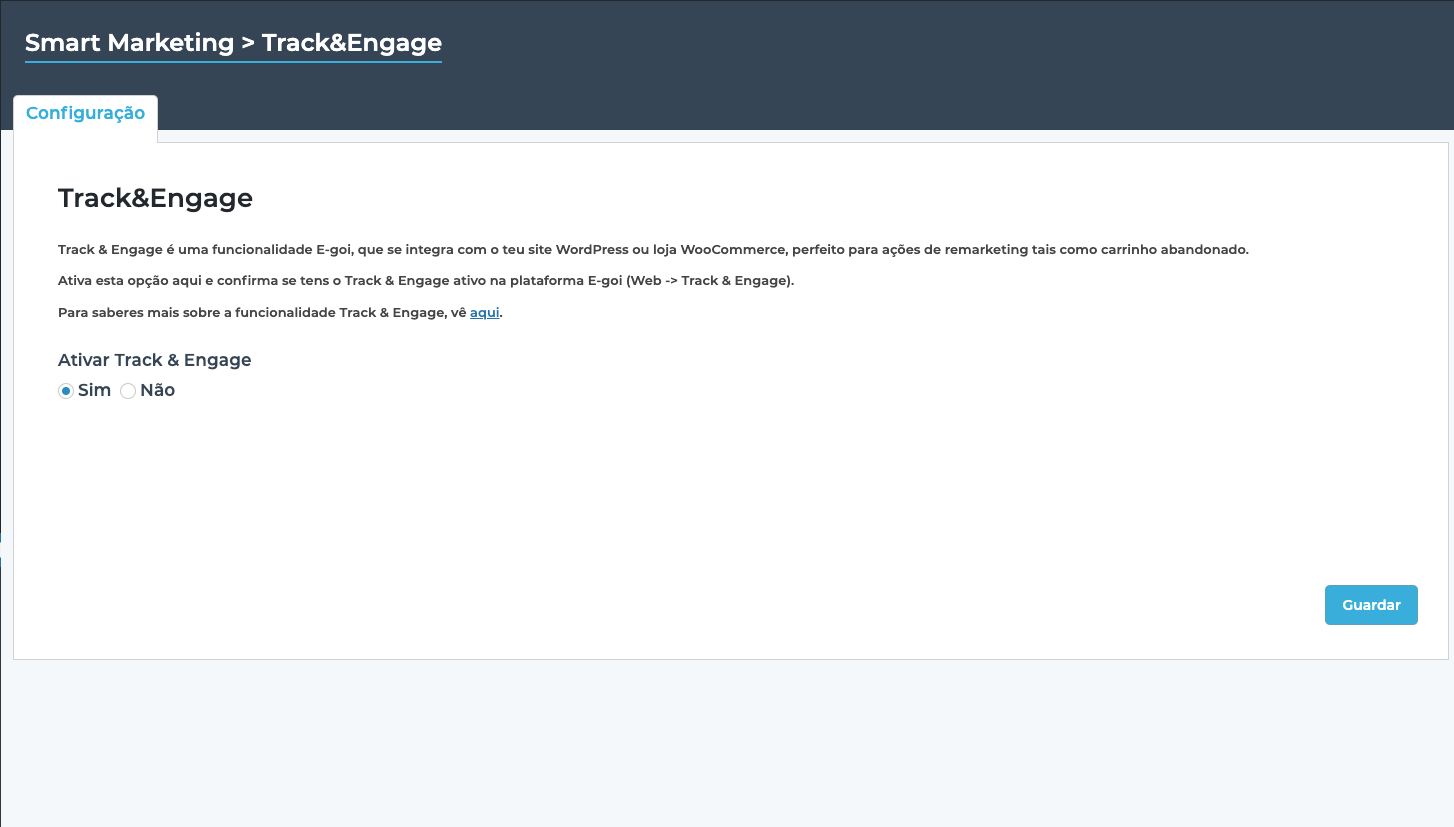 Smart Marketing > Track&Engage
Configuração
Track&Engage
Track & Engage é uma funcionalidade E-goi, que se integra com o teu site WordPress ou loja WooCommerce, perfeito para ações de remarketing tais como carrinho abandonado.
Ativa esta opção aqui e confirma se tens o Track & Engage ativo na plataforma E-goi (Web -> Track & Engage).
Para saberes mais sobre a funcionalidade Track & Engage, vê aqui.
Ativar Track & Engage
Sim Não
Guardar